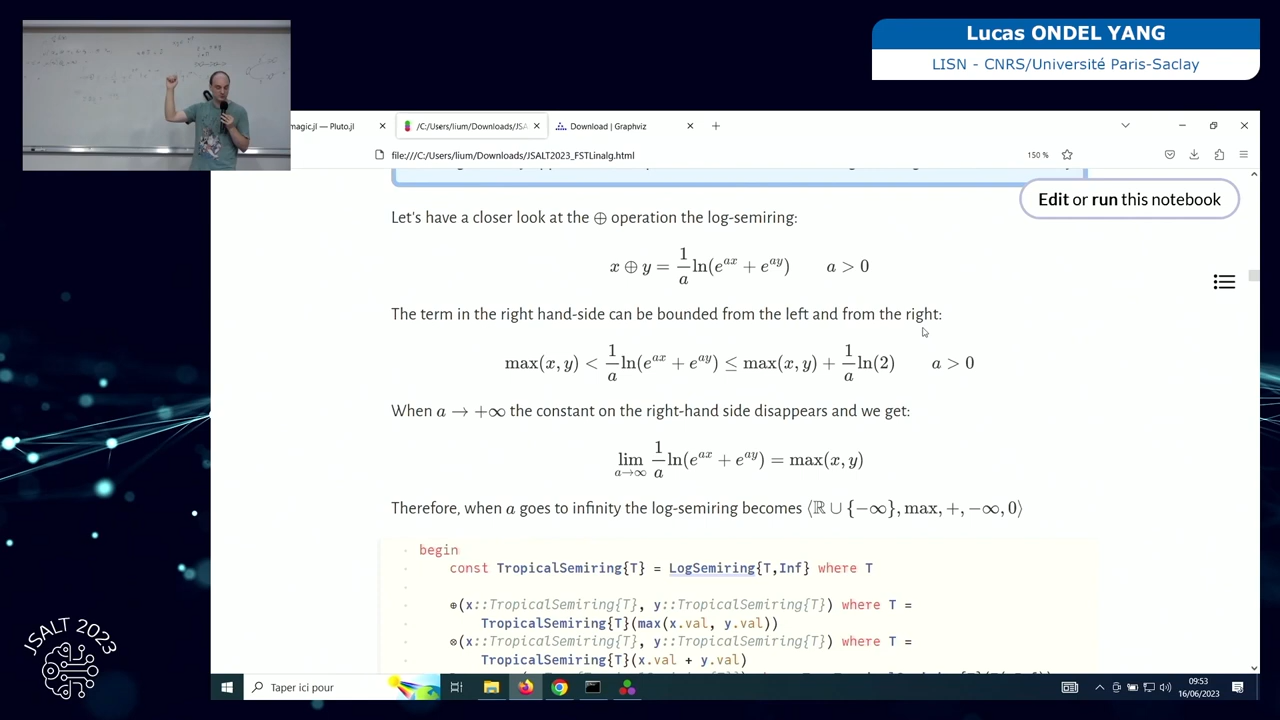 Lucas ONDEL YANG
LISN - CNRS/Université Paris-Saclay
magic.jl — Pluto.jl
/C:/Users/lium/Downloads/JSA
Download | Graphviz
file:///C:/Users/lium/Downloads/JSALT2023_FSTLinalg.html
150 %
Edit or run this notebook
Let's have a closer look at the ⊕ operation the log-semiring:
x ⊕ y = 1/a ln(e^{ax} + e^{ay}) a > 0
The term in the right hand-side can be bounded from the left and from the right:
max(x, y) < 1/a ln(e^{ax} + e^{ay}) ≤ max(x, y) + 1/a ln(2) a > 0
When a → +∞ the constant on the right-hand side disappears and we get:
lim_{a→∞} 1/a ln(e^{ax} + e^{ay}) = max(x, y)
Therefore, when a goes to infinity the log-semiring becomes ⟨ℝ ∪ {−∞}, max, +, −∞, 0⟩
begin
const TropicalSemiring{T} = LogSemiring{T,Inf} where T
⊕(x::TropicalSemiring{T}, y::TropicalSemiring{T}) where T =
TropicalSemiring{T}(max(x.val, y.val))
⊗(x::TropicalSemiring{T}, y::TropicalSemiring{T}) where T =
TropicalSemiring{T}(x.val + y.val)
JSALT 2023
Taper ici pour
09:53
16/06/2023